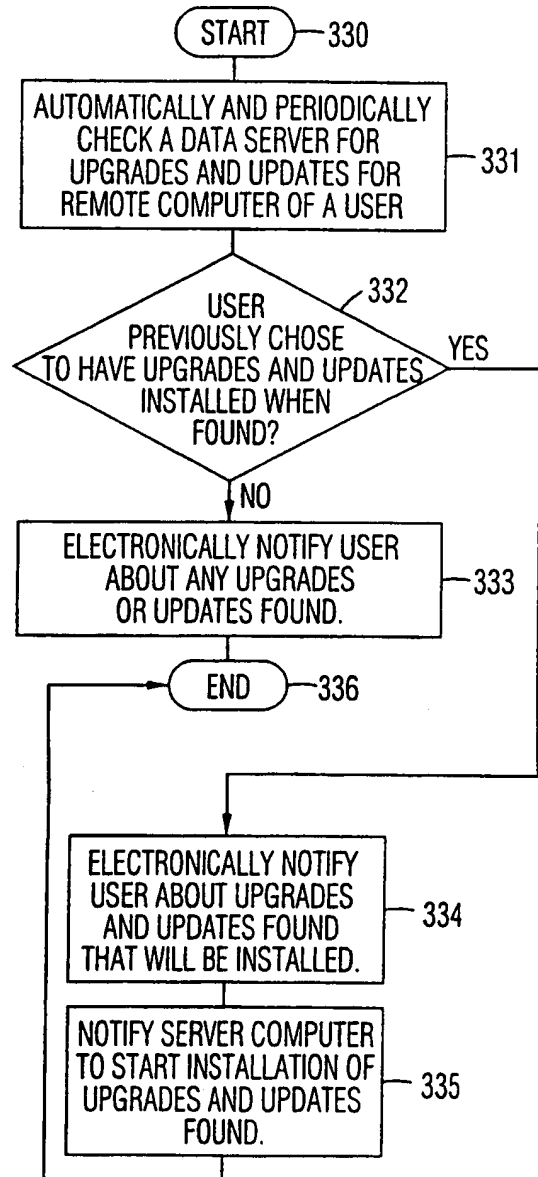 START
330
AUTOMATICALLY AND PERIODICALLY
CHECK A DATA SERVER FOR
UPGRADES AND UPDATES FOR
REMOTE COMPUTER OF A USER
331
332
USER
PREVIOUSLY CHOSE
TO HAVE UPGRADES AND UPDATES
INSTALLED WHEN
FOUND?
YES
NO
ELECTRONICALLY NOTIFY USER
ABOUT ANY UPGRADES
OR UPDATES FOUND.
333
END
336
ELECTRONICALLY NOTIFY
USER ABOUT UPGRADES
AND UPDATES FOUND
THAT WILL BE INSTALLED.
334
NOTIFY SERVER COMPUTER
TO START INSTALLATION OF
UPGRADES AND UPDATES
FOUND.
335